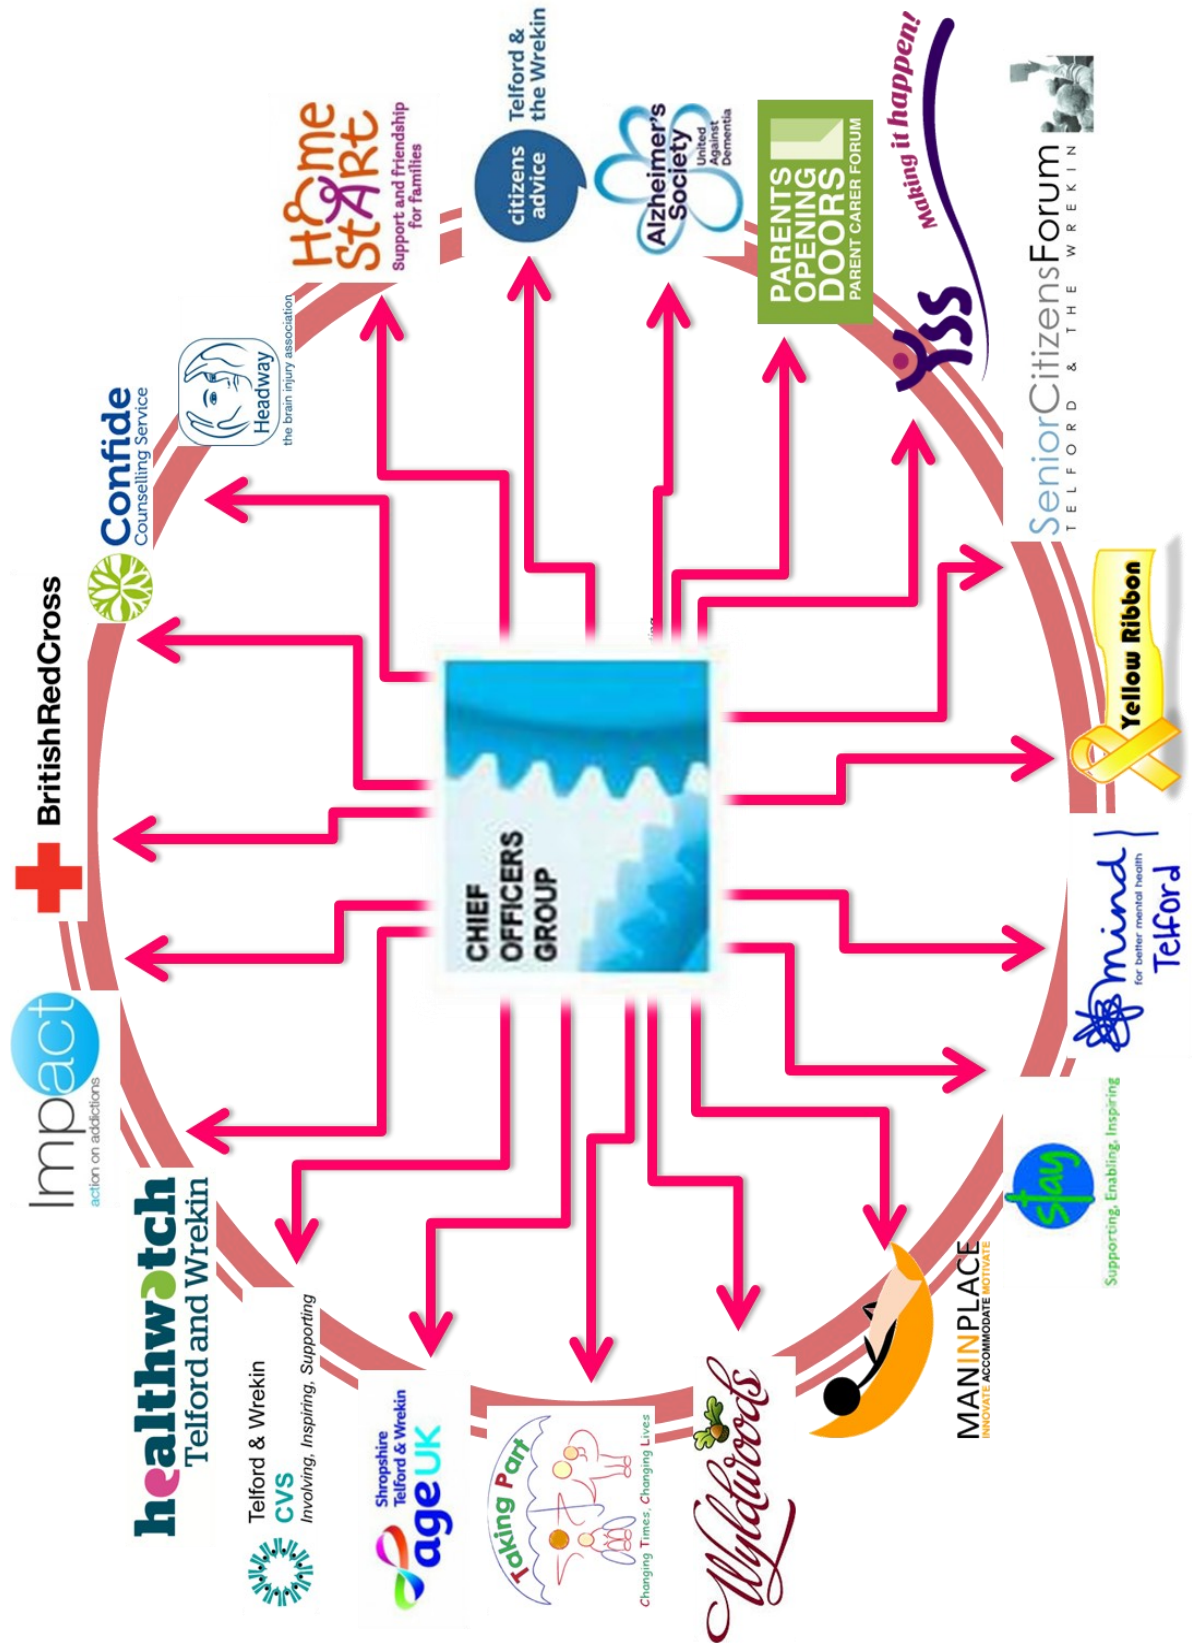 Impact
action on addictions
BritishRedCross
Confide
Counselling Service
Headway
the brain injury association
Home
StARt
Support and friendship
for families
citizens
advice
Telford &
the Wrekin
Alzheimer's
Society
United
Against
Dementia
PARENTS
OPENING
DOORS
PARENT CARER FORUM
YSS
Making it happen!
SeniorCitizensForum
TELFORD & THE WREKIN
Yellow Ribbon
mind
for better mental health
Telford
stay
Supporting, Enabling, Inspiring
MANINPLACE
INNOVATE ACCOMMODATE MOTIVATE
Wyldwoods
Taking Part
Changing Times, Changing Lives
Shropshire
Telford & Wrekin
age UK
Telford & Wrekin
CVS
Involving, Inspiring, Supporting
healthwatch
Telford and Wrekin
CHIEF
OFFICERS
GROUP